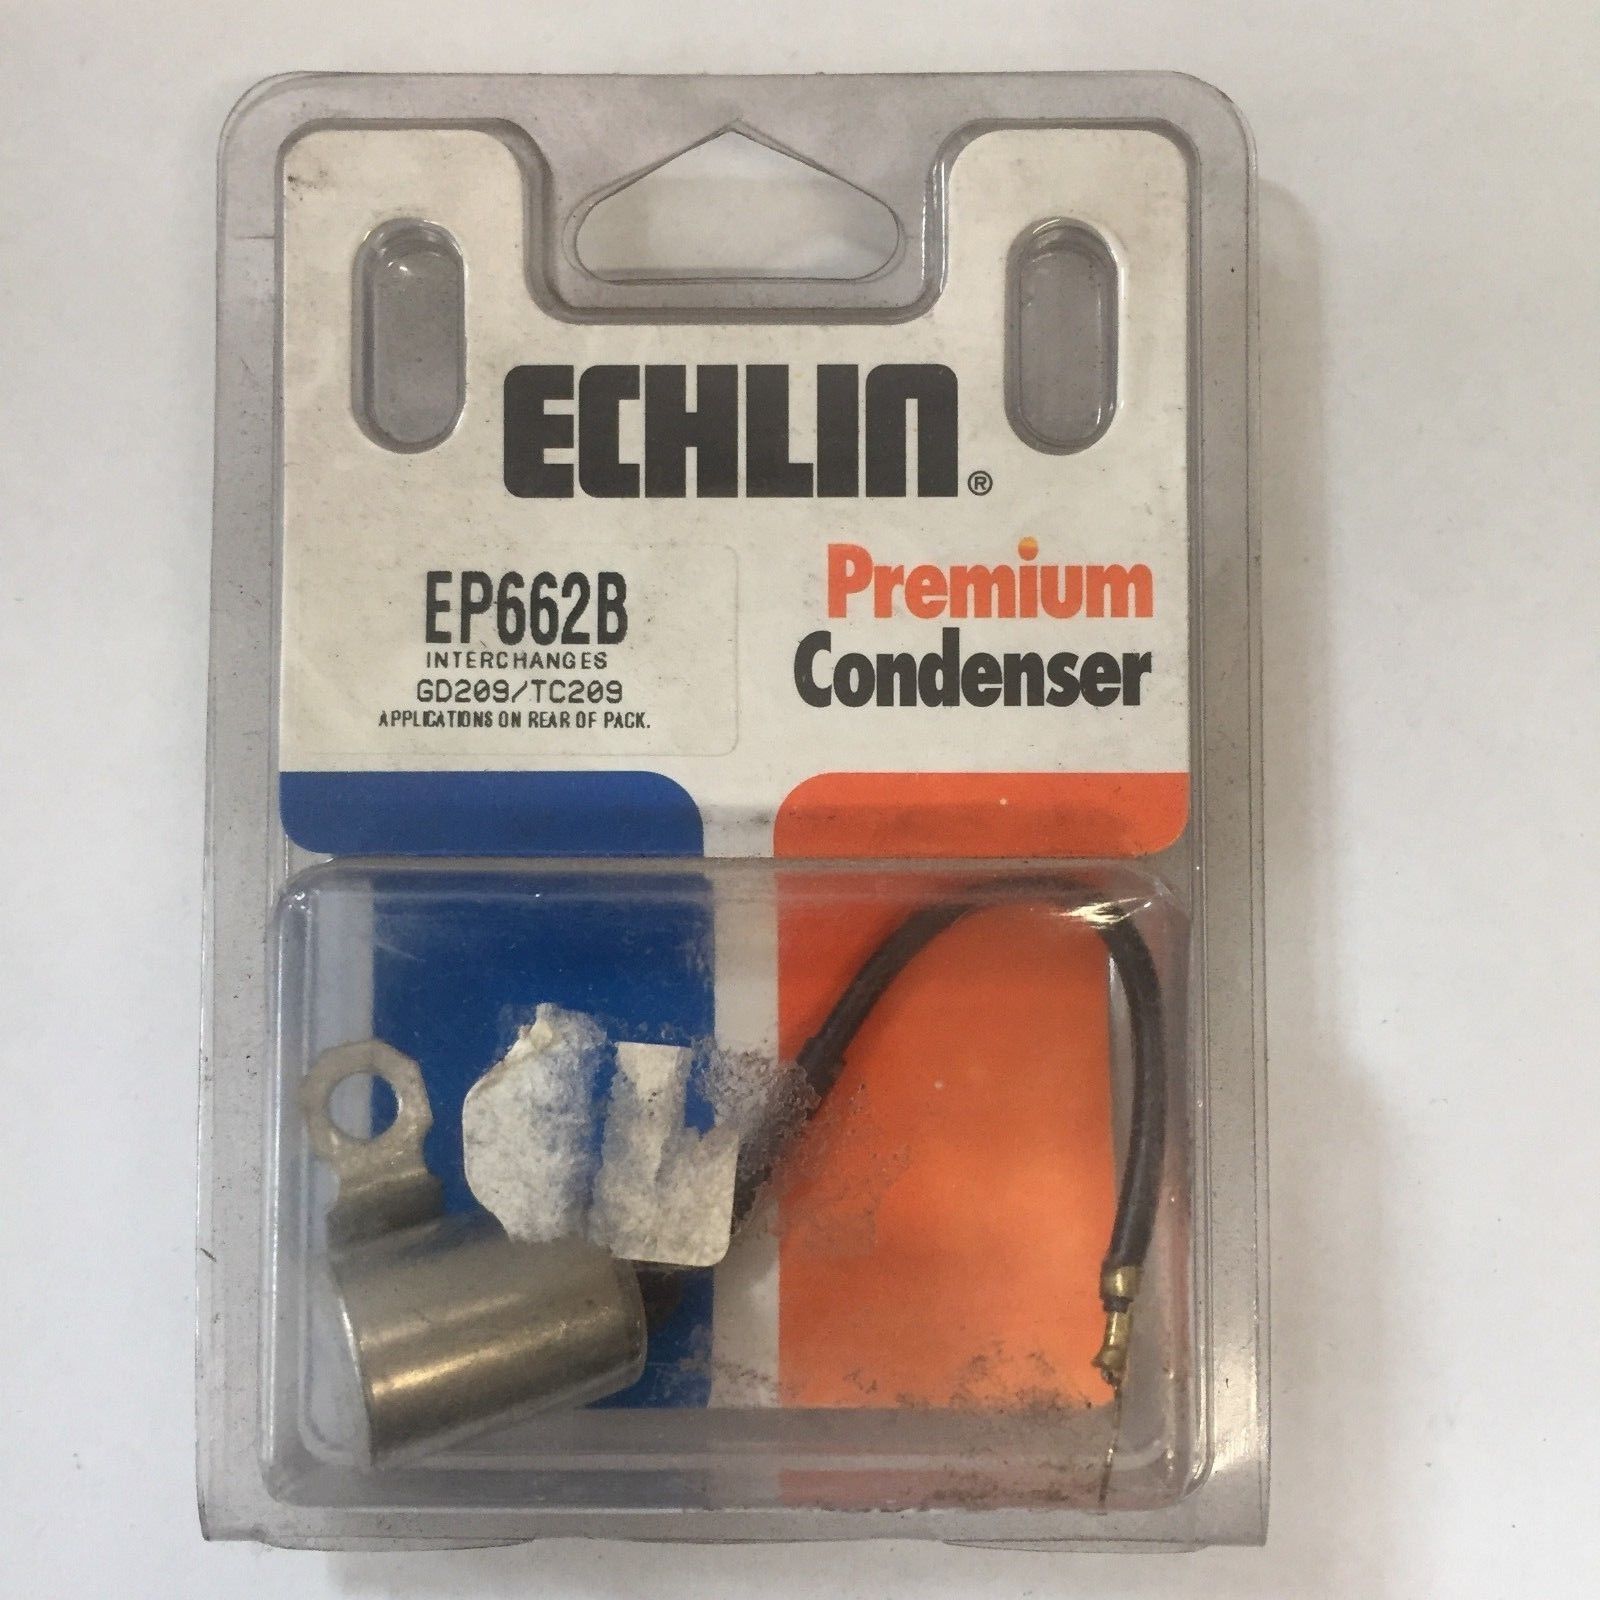 ECHLIN®
EP662B
INTERCHANGES
GD209/TC209
APPLICATIONS ON REAR OF PACK.
Premium
Condenser